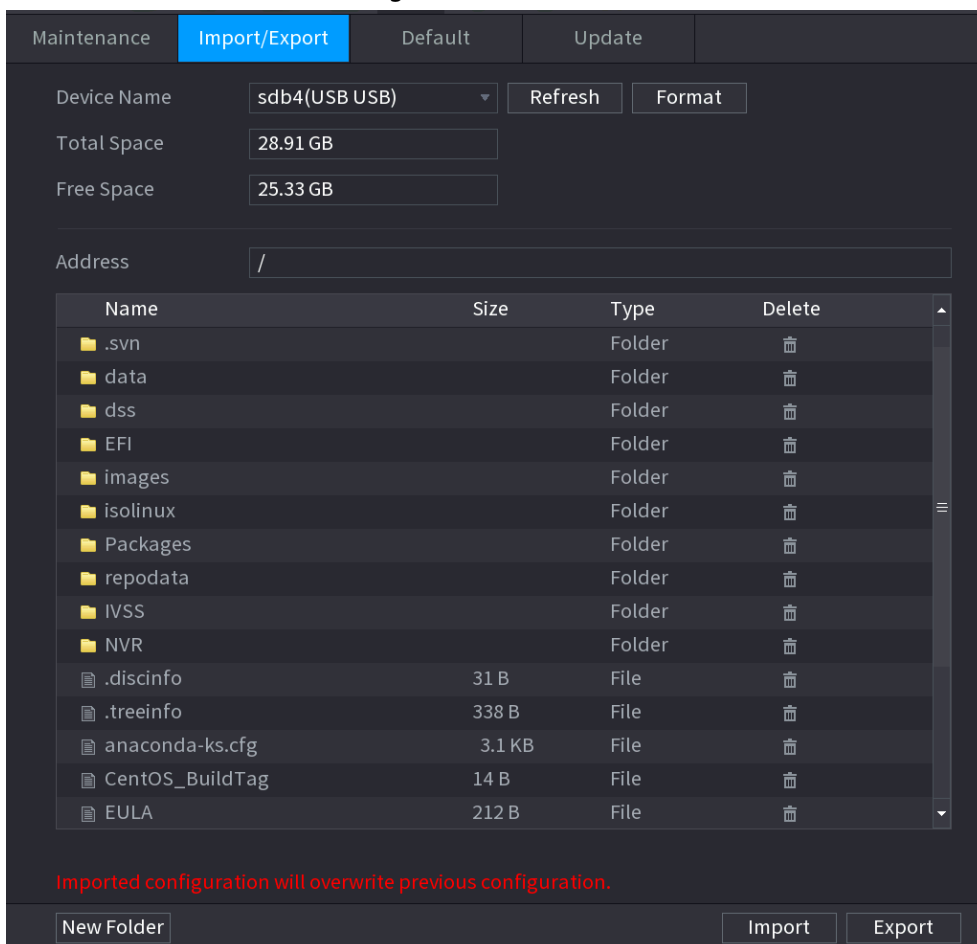 Maintenance Import/Export Default Update
Device Name sdb4(USB USB) Refresh Format
Total Space 28.91 GB
Free Space 25.33 GB
Address /
Name Size Type Delete
.svn Folder
data Folder
dss Folder
EFI Folder
images Folder
isolinux Folder
Packages Folder
repodata Folder
IVSS Folder
NVR Folder
.discinfo 31 B File
.treeinfo 338 B File
anaconda-ks.cfg 3.1 KB File
CentOS_BuildTag 14 B File
EULA 212 B File
Imported configuration will overwrite previous configuration.
New Folder Import Export